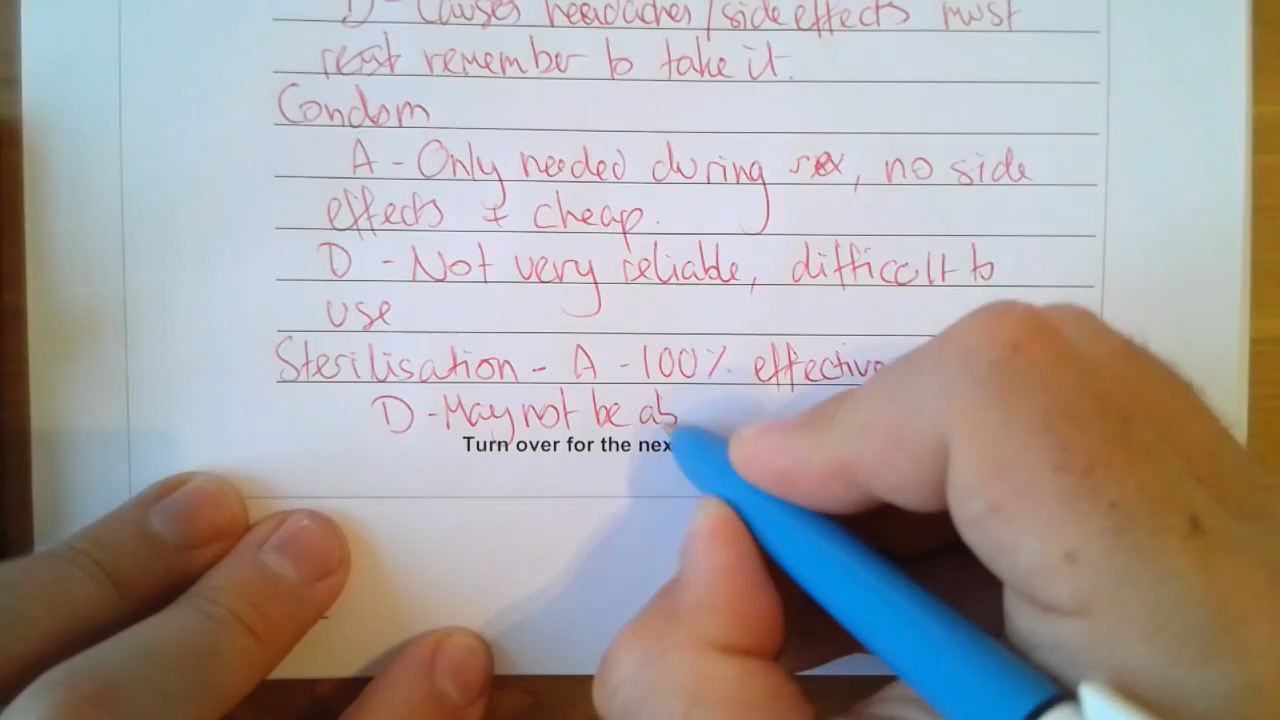 D - Causes headaches/side effects must
remember to take it.
Condom
A - Only needed during sex, no side
effects + cheap.
D - Not very reliable, difficult to
use
Sterilisation - A - 100% effective
D - May not be ab
Turn over for the nex